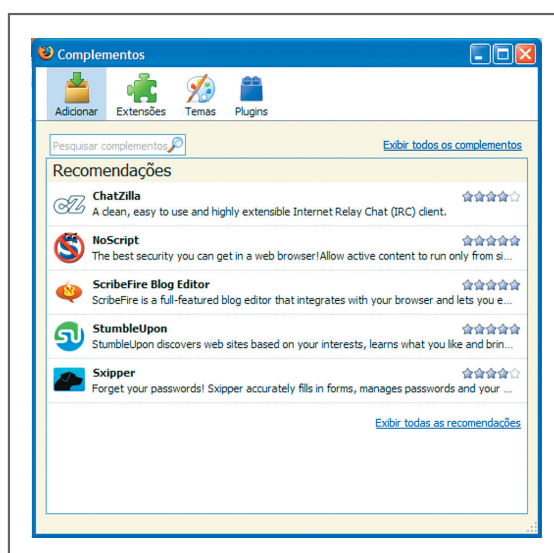 Complementos
Adicionar Extensões Temas Plugins
Pesquisar complementos
Exibir todos os complementos
Recomendações
ChatZilla
A clean, easy to use and highly extensible Internet Relay Chat (IRC) client.
NoScript
The best security you can get in a web browser!Allow active content to run only from si...
ScribeFire Blog Editor
ScribeFire is a full-featured blog editor that integrates with your browser and lets you e...
StumbleUpon
StumbleUpon discovers web sites based on your interests, learns what you like and brin...
Sxipper
Forget your passwords! Sxipper accurately fills in forms, manages passwords and your ...
Exibir todas as recomendações